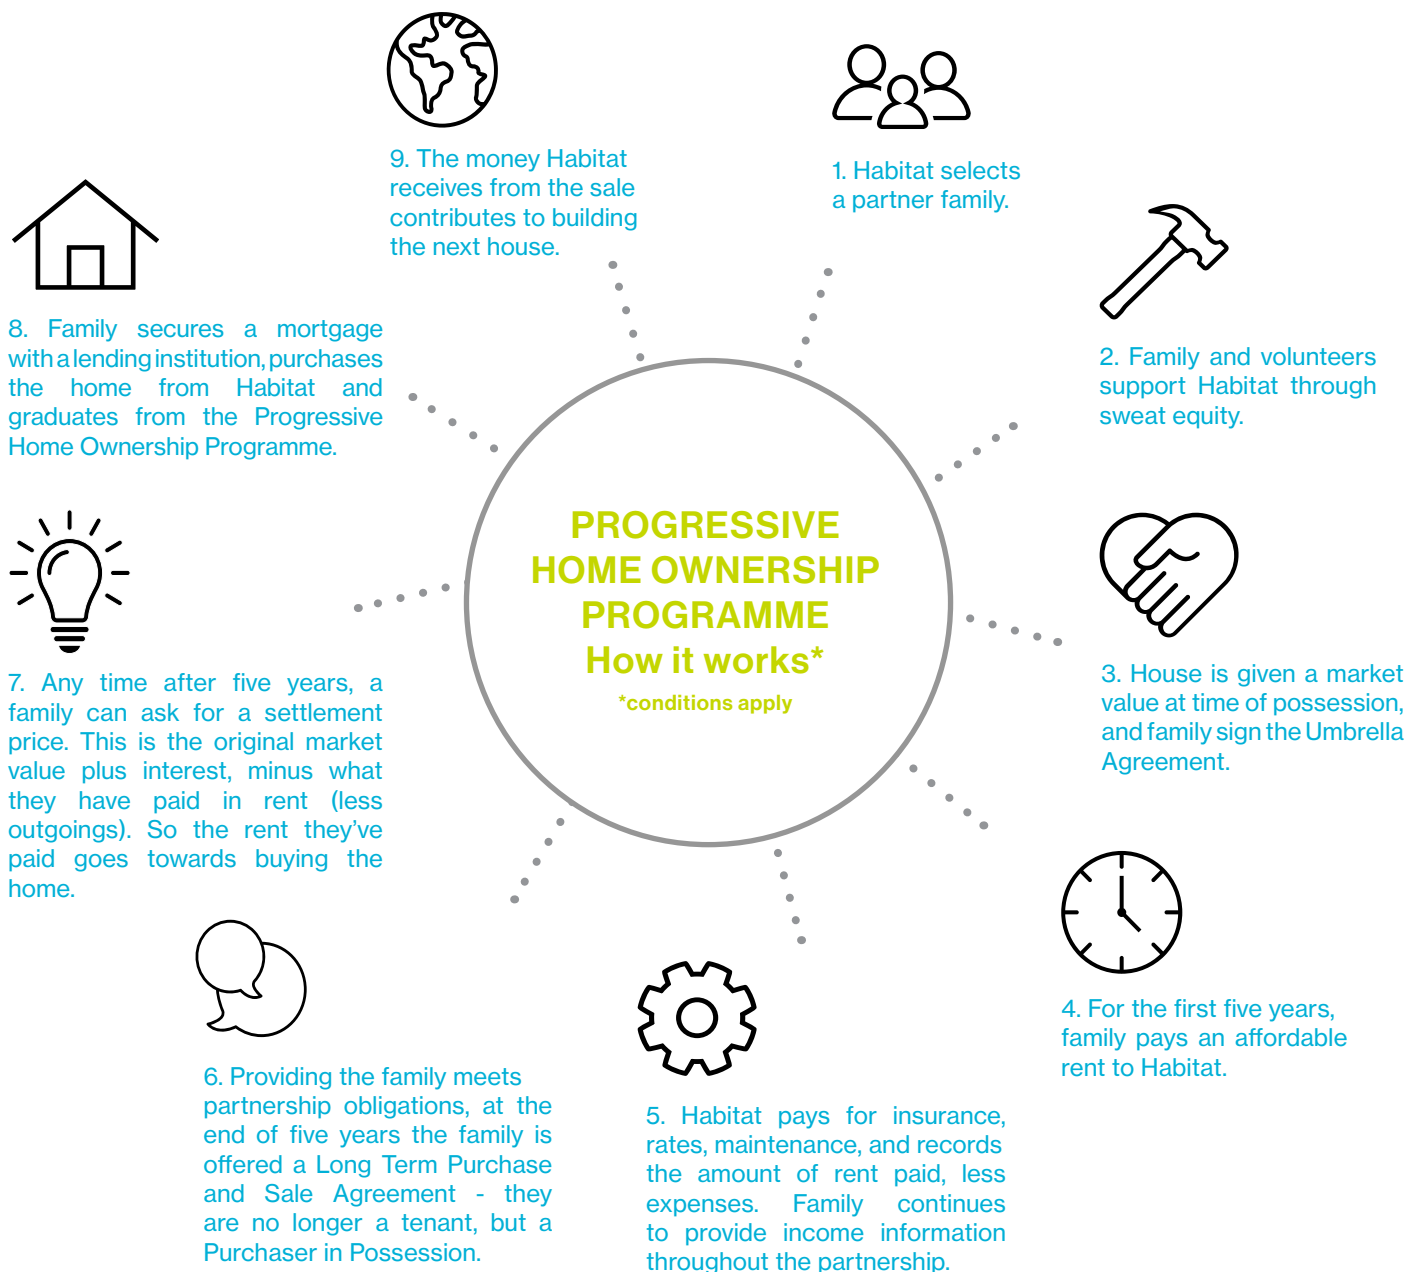 PROGRESSIVE
HOME OWNERSHIP
PROGRAMME
How it works*
*conditions apply
1. Habitat selects
a partner family.
2. Family and volunteers
support Habitat through
sweat equity.
3. House is given a market
value at time of possession,
and family sign the Umbrella
Agreement.
4. For the first five years,
family pays an affordable
rent to Habitat.
5. Habitat pays for insurance,
rates, maintenance, and records
the amount of rent paid, less
expenses. Family continues
to provide income information
throughout the partnership.
6. Providing the family meets
partnership obligations, at the
end of five years the family is
offered a Long Term Purchase
and Sale Agreement - they
are no longer a tenant, but a
Purchaser in Possession.
7. Any time after five years, a
family can ask for a settlement
price. This is the original market
value plus interest, minus what
they have paid in rent (less
outgoings). So the rent they’ve
paid goes towards buying the
home.
8. Family secures a mortgage
with a lending institution, purchases
the home from Habitat and
graduates from the Progressive
Home Ownership Programme.
9. The money Habitat
receives from the sale
contributes to building
the next house.